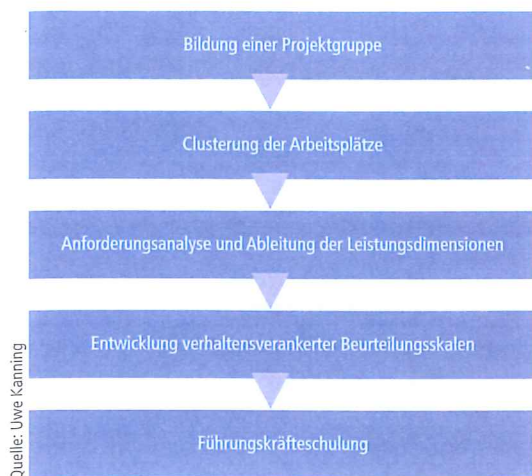 Bildung einer Projektgruppe
Clusterung der Arbeitsplätze
Anforderungsanalyse und Ableitung der Leistungsdimensionen
Entwicklung verhaltensverankerter Beurteilungsskalen
Führungskräfteschulung
Quelle: Uwe Kanning